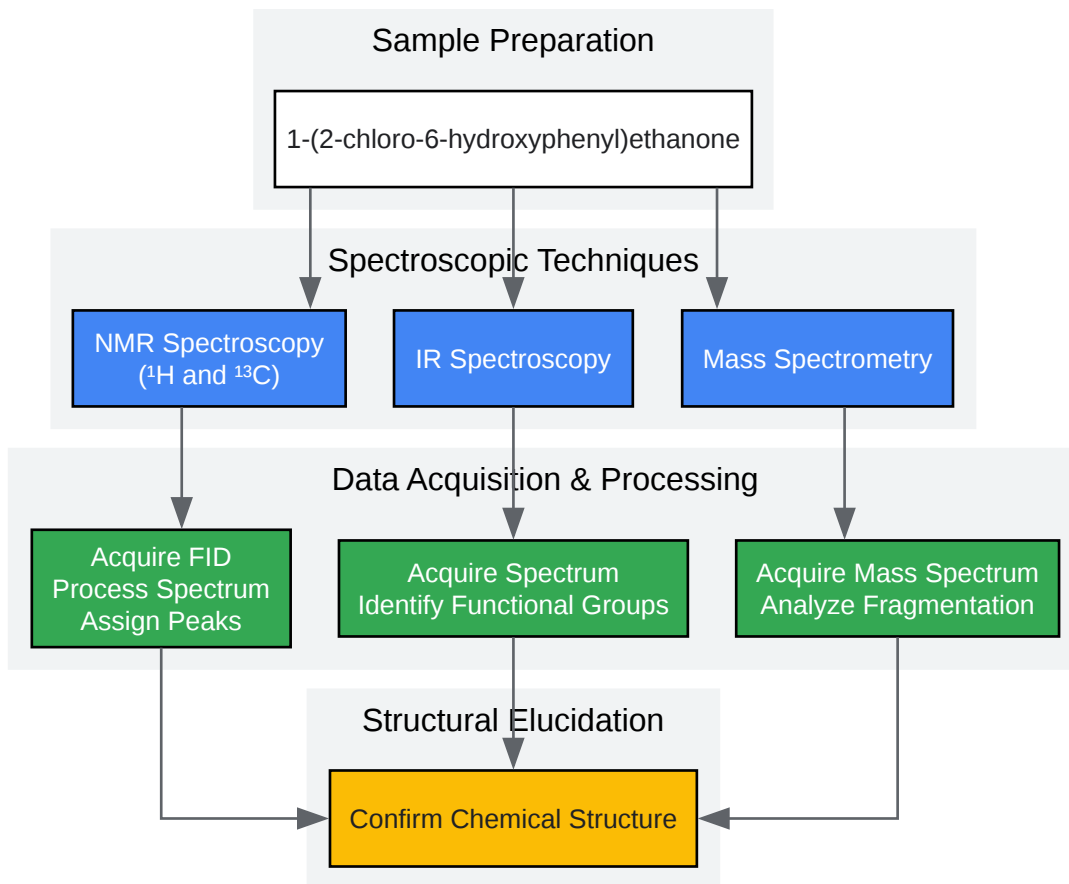 Sample Preparation
1-(2-chloro-6-hydroxyphenyl)ethanone
Spectroscopic Techniques
NMR Spectroscopy
(¹H and ¹³C)
IR Spectroscopy
Mass Spectrometry
Data Acquisition & Processing
Acquire FID
Process Spectrum
Assign Peaks
Acquire Spectrum
Identify Functional Groups
Acquire Mass Spectrum
Analyze Fragmentation
Structural Elucidation
Confirm Chemical Structure